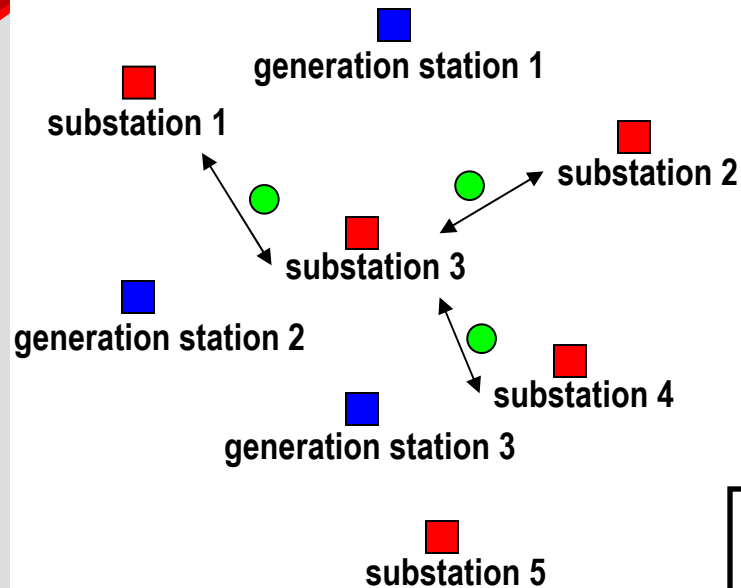 generation station 1
substation 1
substation 2
substation 3
generation station 2
substation 4
generation station 3
substation 5